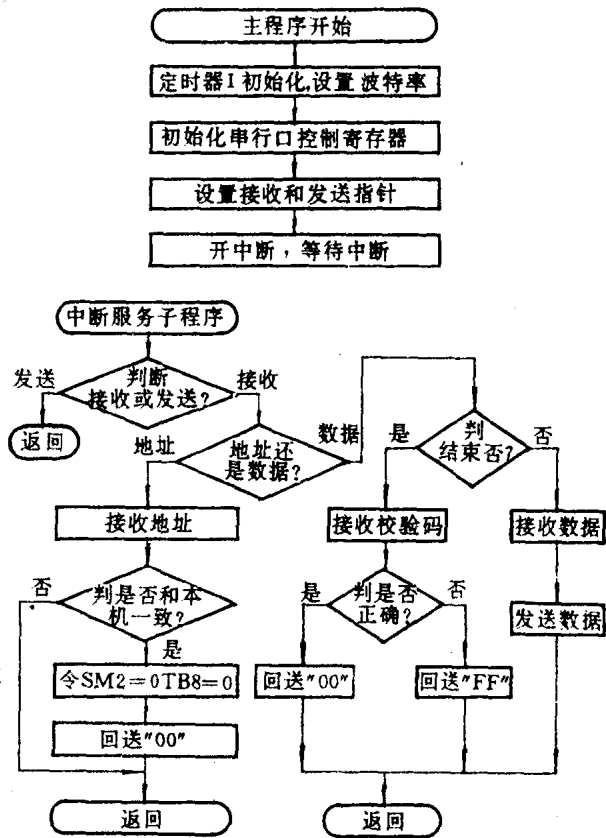 主程序开始
定时器I初始化,设置波特率
初始化串行口控制寄存器
设置接收和发送指针
开中断,等待中断
中断服务子程序
发送
判断
接收或发送?
接收
返回
地址
地址还
是数据?
数据
是
判
结束否?
否
接收地址
接收校验码
接收数据
否
判是否和本
机一致?
是
是
判是否
正确?
否
发送数据
令SM2=0TB8=0
回送"00"
回送"FF"
回送"00"
返回
返回